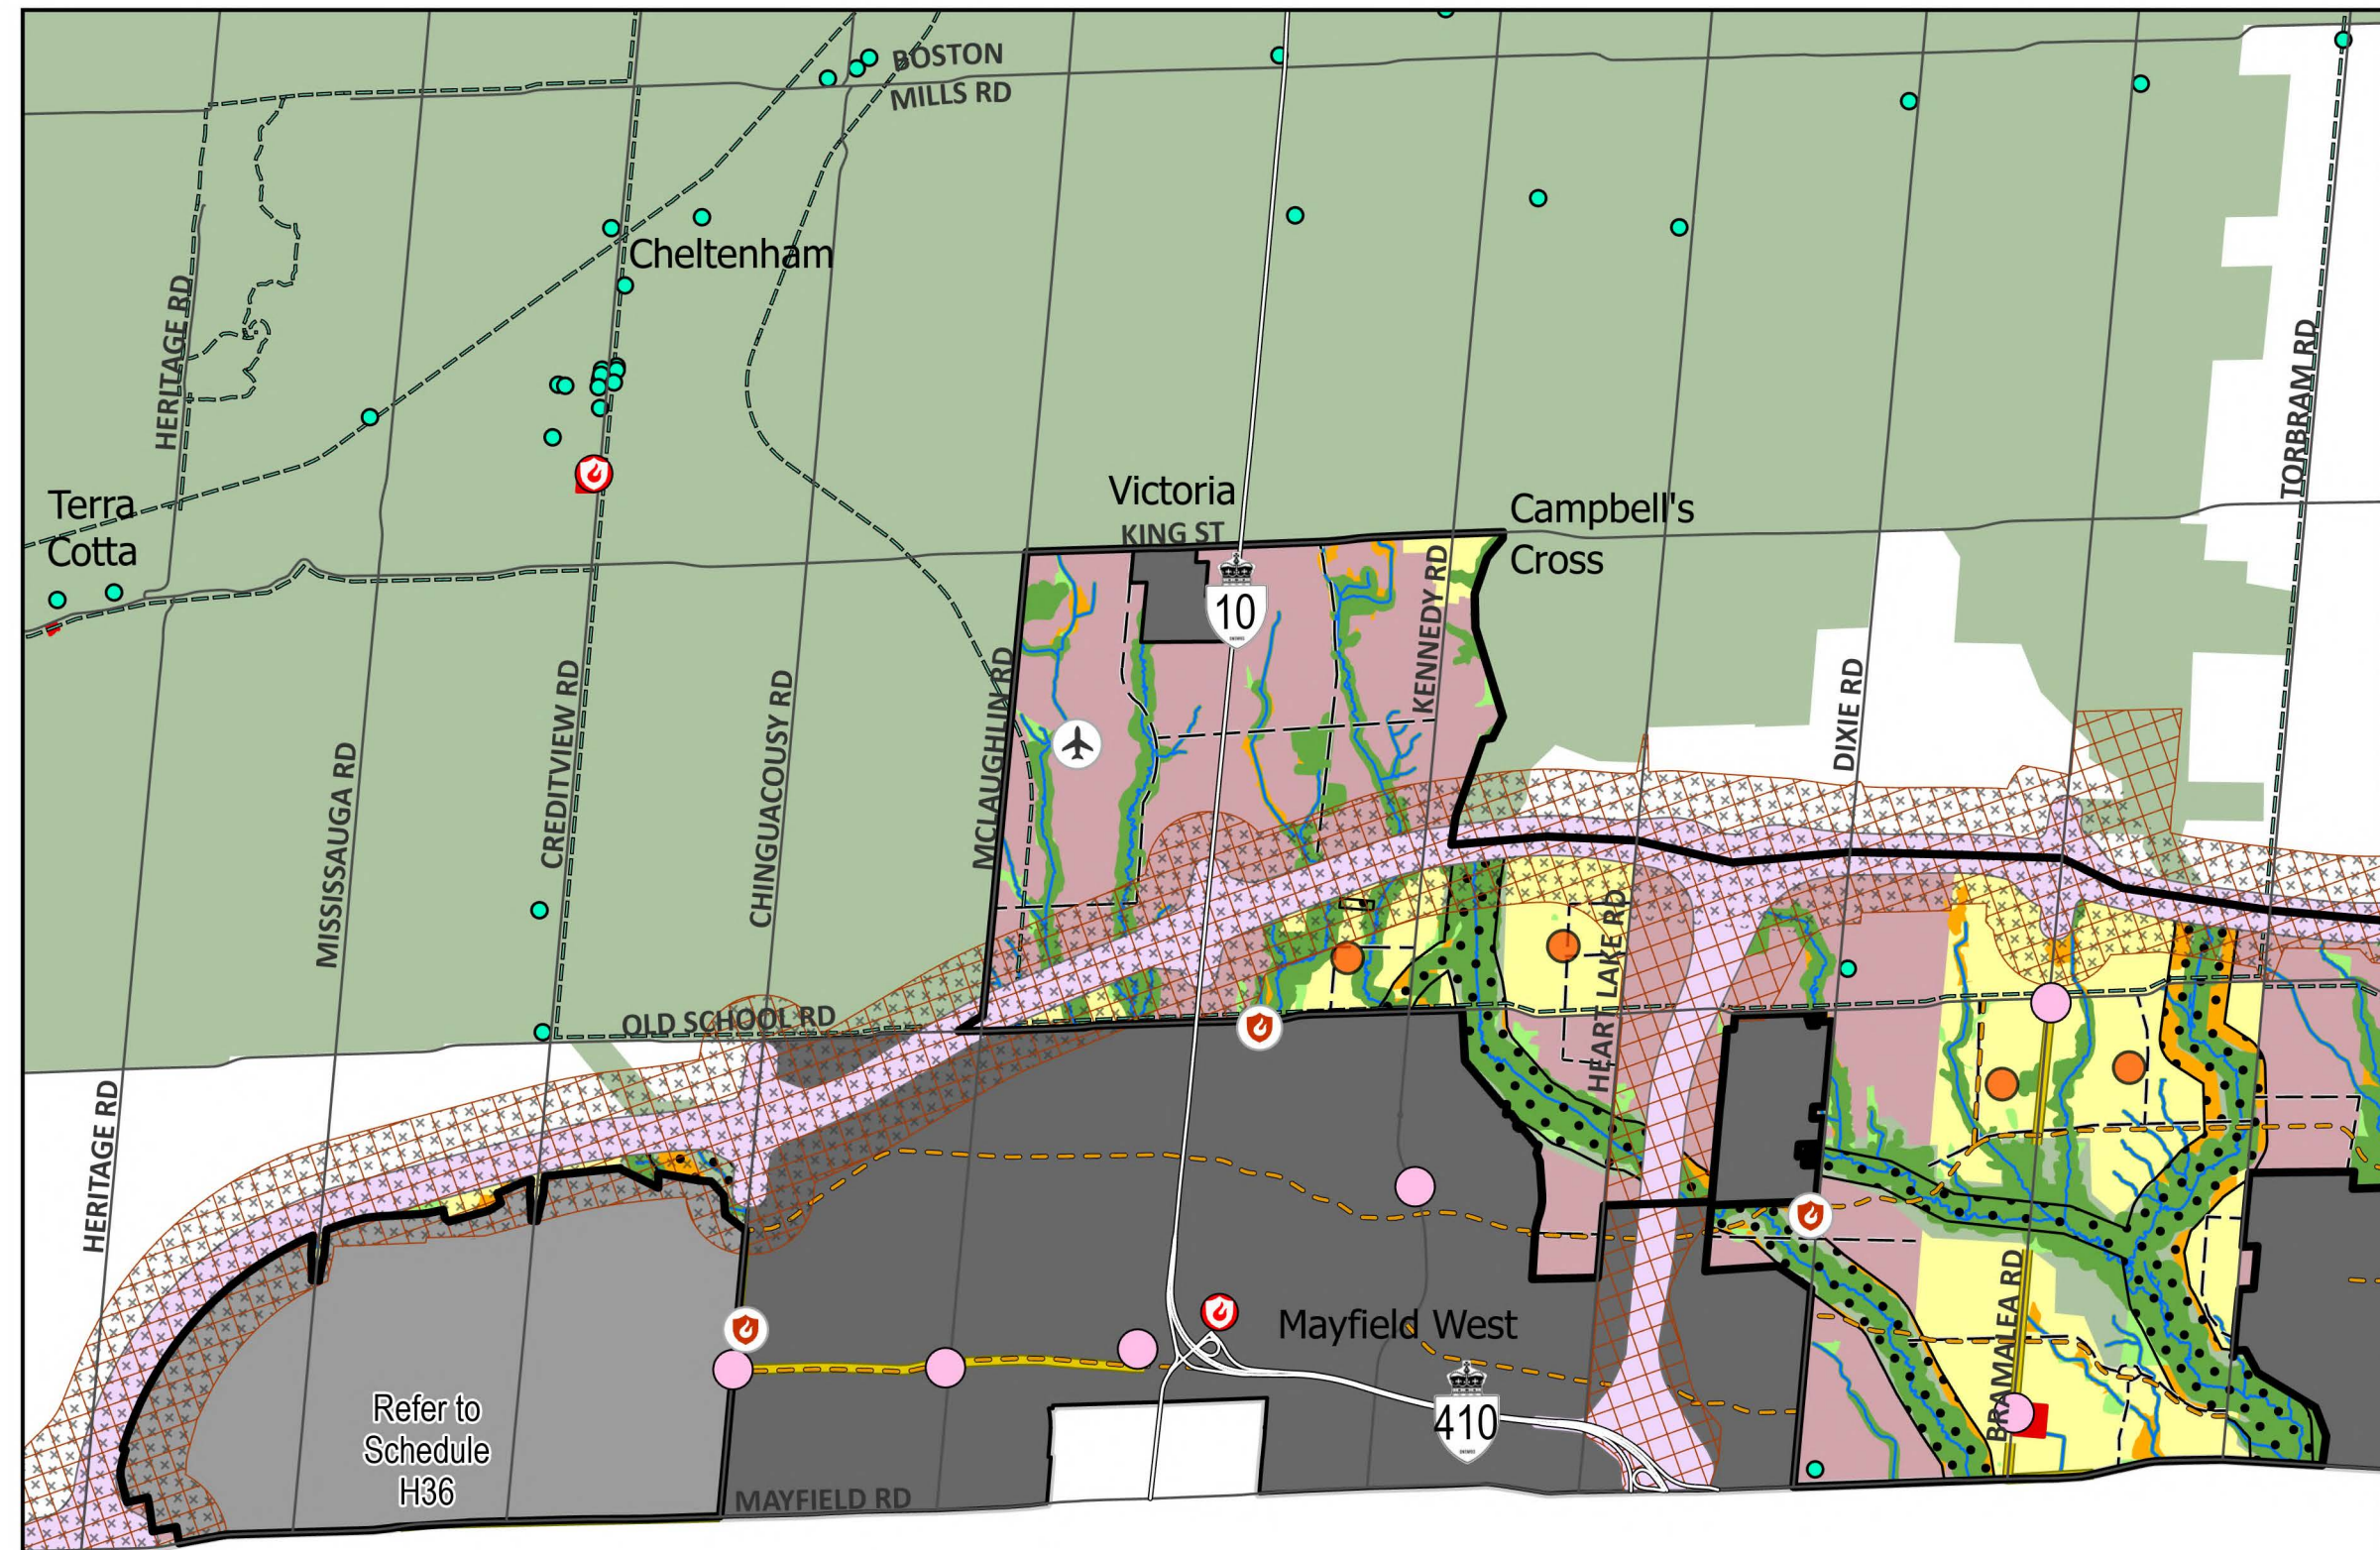 BOSTON
MILLS RD
Cheltenham
HERITAGE RD
TORBRAM RD
Terra
Cotta
Victoria
KING ST
Campbell's
Cross
10
KENNEDY RD
MCLAUGHLIN RD
CREDITVIEW RD
CHINGUACOUSY RD
MISSISSAUGA RD
DIXIE RD
HEART LAKE RD
OLD SCHOOL RD
HERITAGE RD
Mayfield West
BRAMALEA RD
410
Refer to
Schedule
H36
MAYFIELD RD